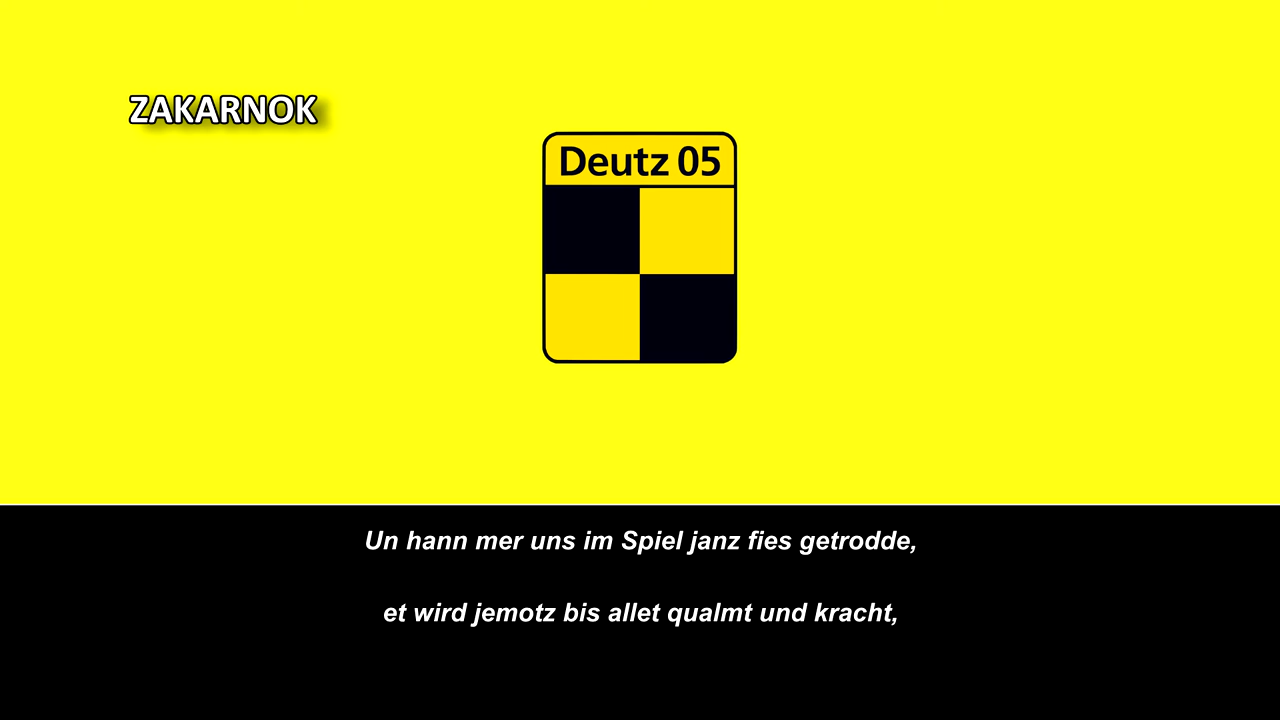 ZAKARNOK
Deutz 05
Un hann mer uns im Spiel janz fies getrodde,
et wird jemotz bis allet qualmt und kracht,